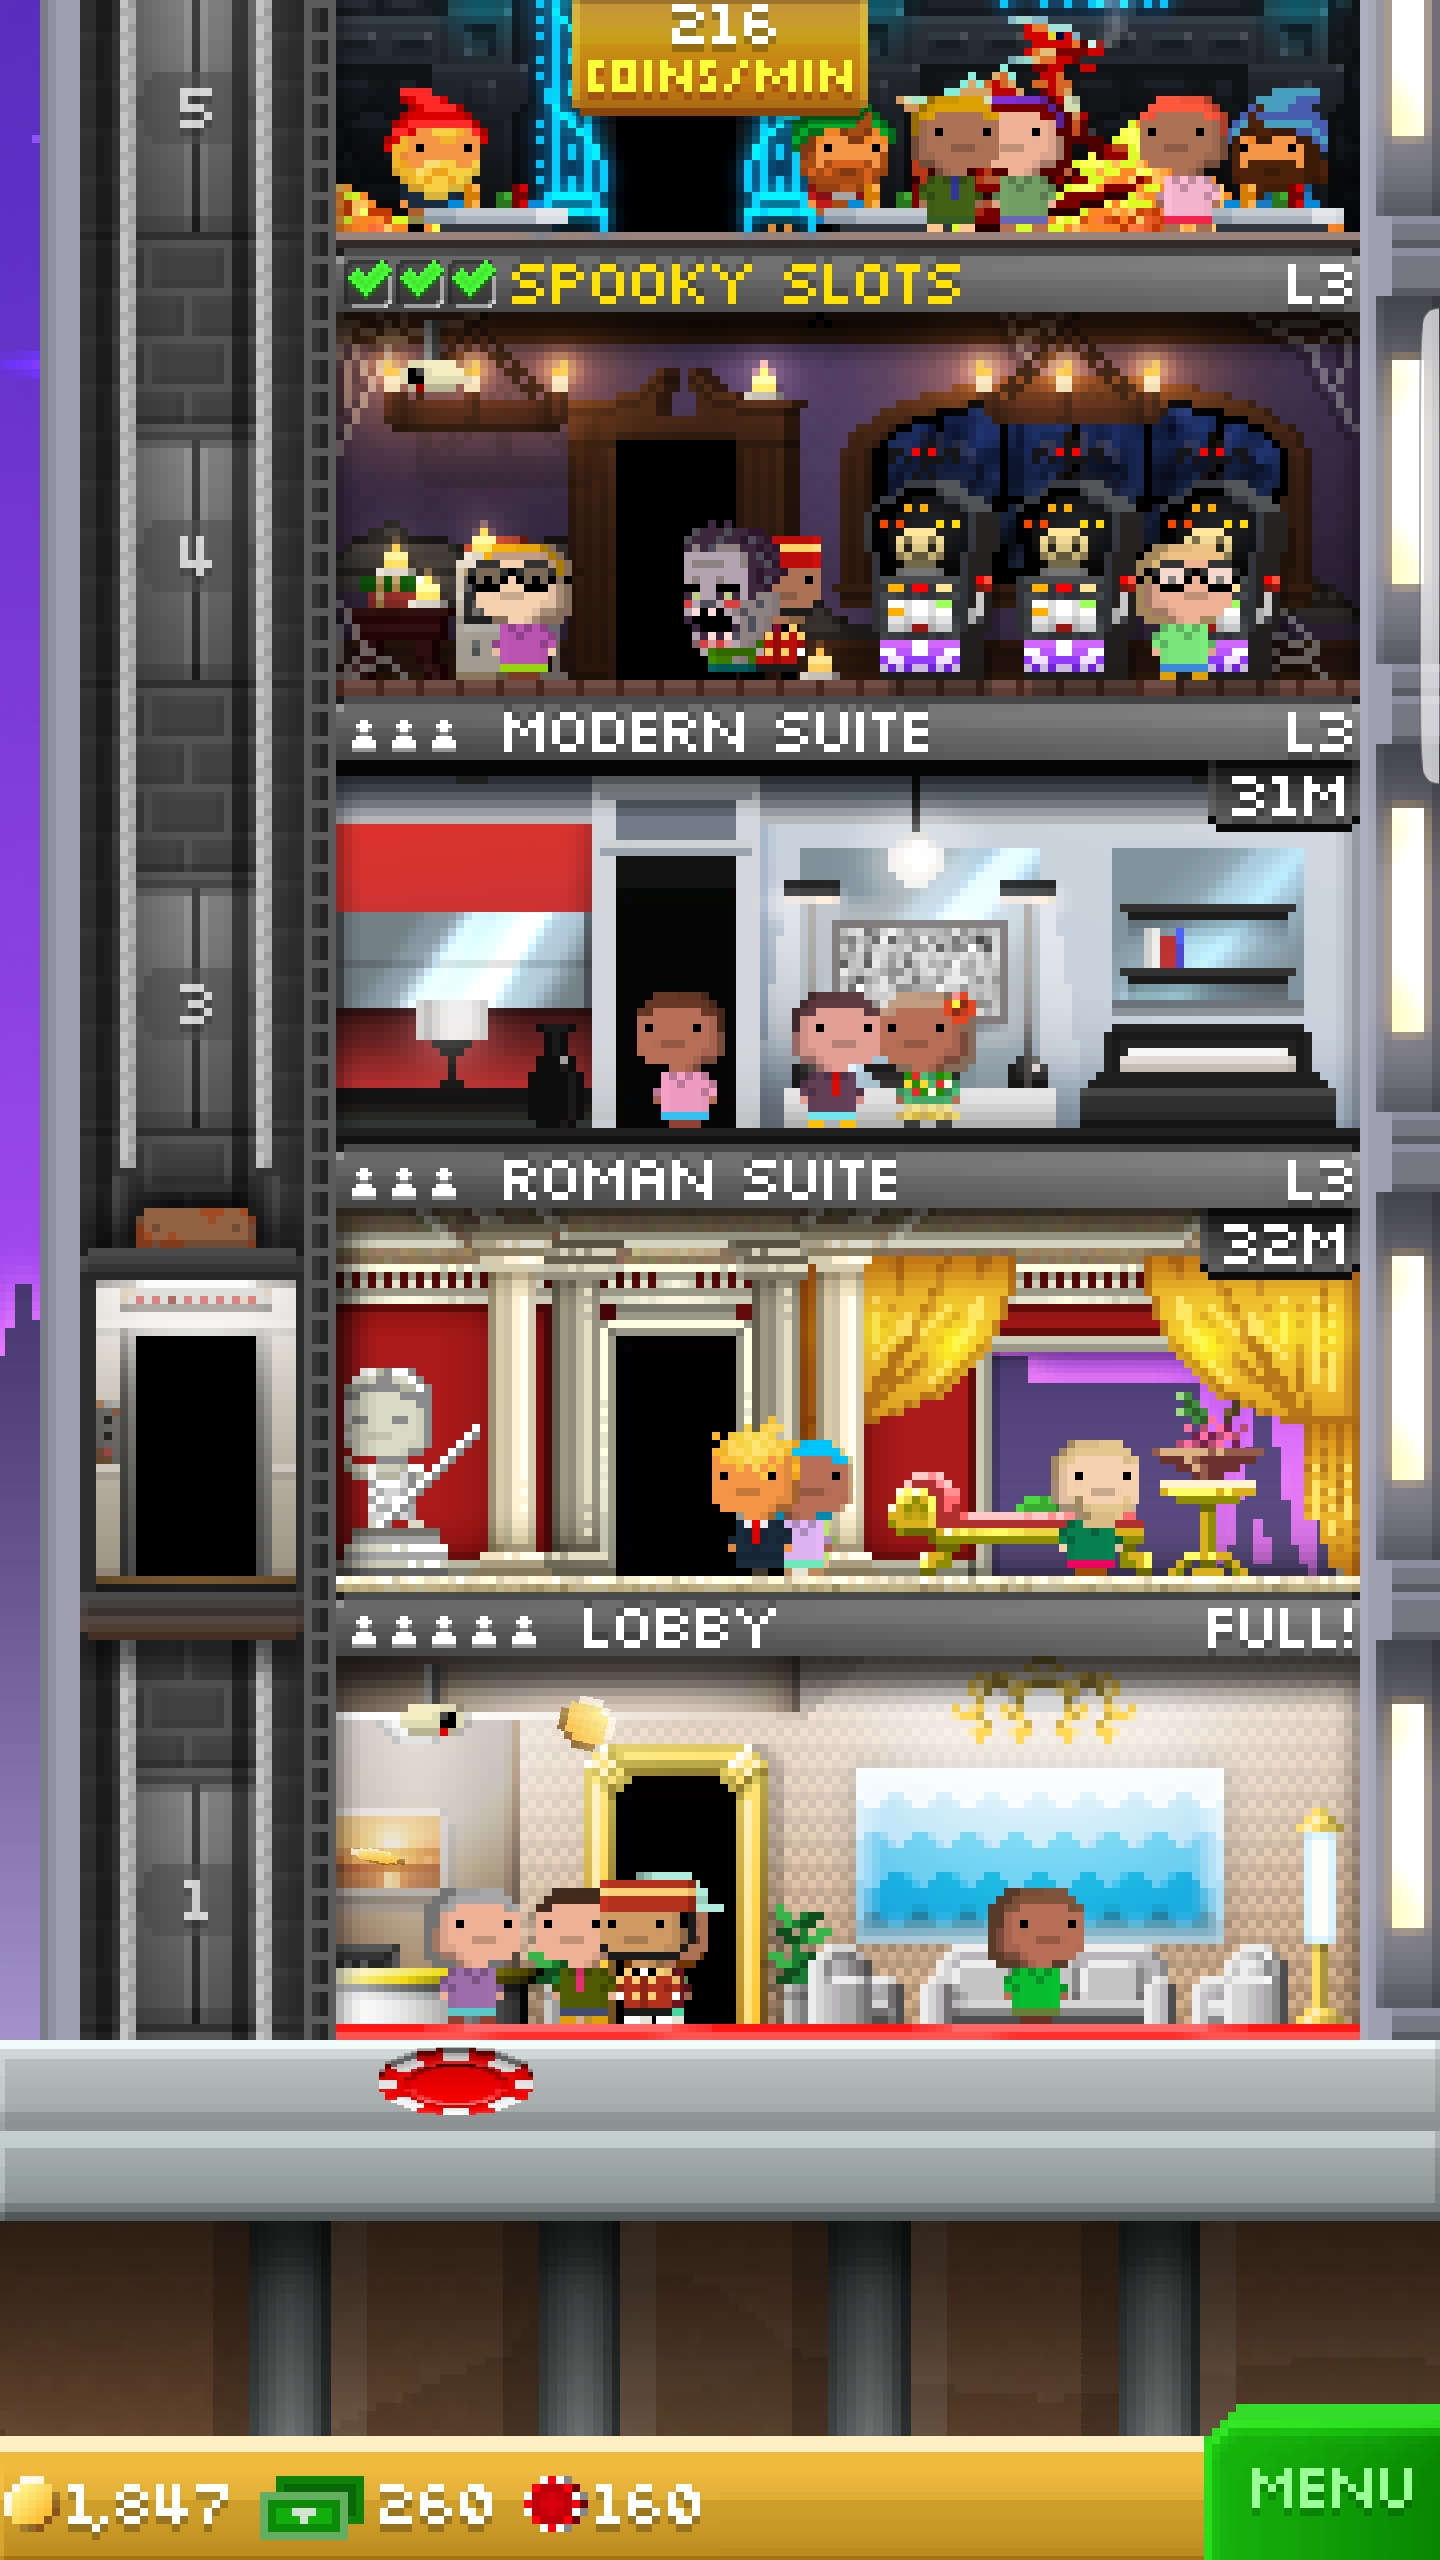 216
COINS/MIN
5
SPOOKY SLOTS L3
4
MODERN SUITE L3
31M
3
ROMAN SUITE L3
32M
LOBBY FULL!
1
1,847 260 160
MENU